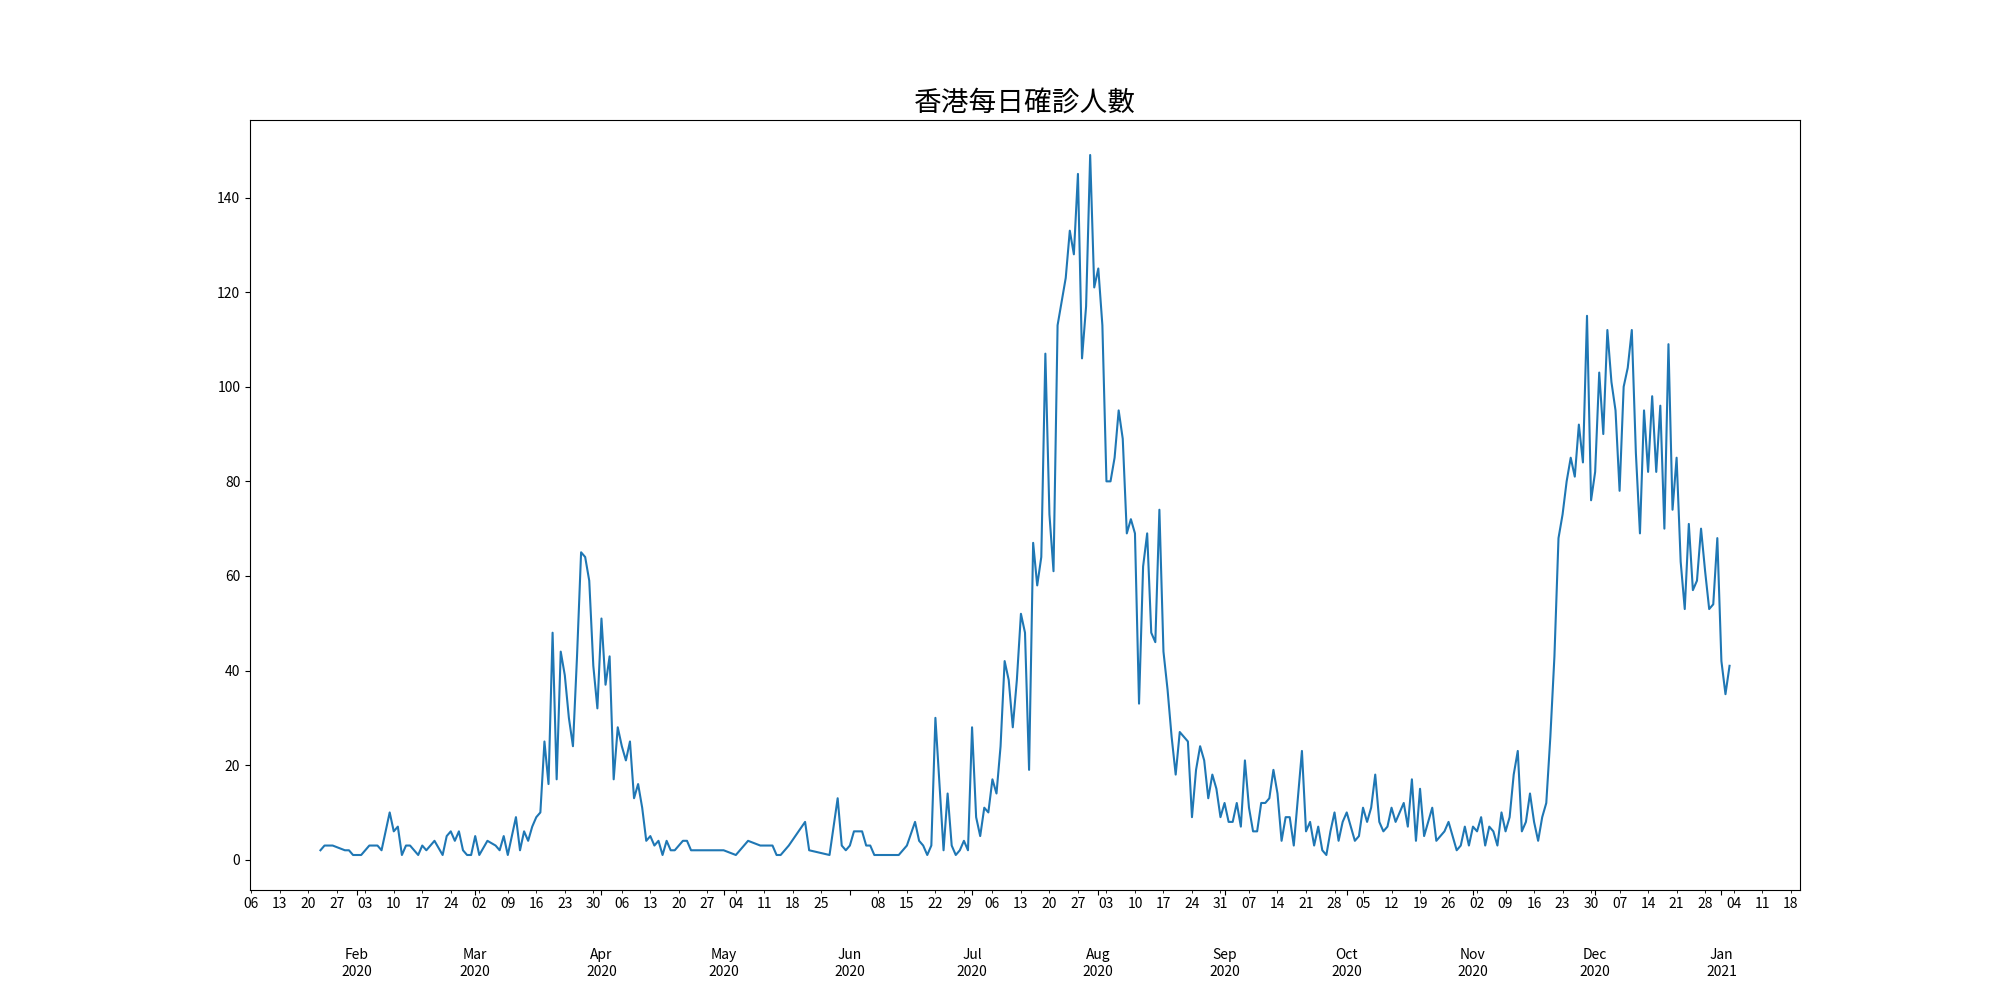 香港每日確診人數
140
120
100
80
60
40
20
0
06 13 20 27 03 10 17 24 02 09 16 23 30 06 13 20 27 04 11 18 25 08 15 22 29 06 13 20 27 03 10 17 24 31 07 14 21 28 05 12 19 26 02 09 16 23 30 07 14 21 28 04 11 18
Feb Mar Apr May Jun Jul Aug Sep Oct Nov Dec Jan
2020 2020 2020 2020 2020 2020 2020 2020 2020 2020 2020 2021